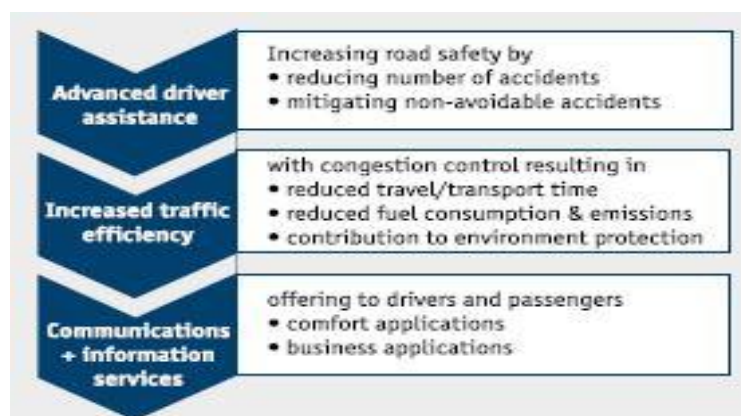 Advanced driver
assistance
Increasing road safety by
• reducing number of accidents
• mitigating non-avoidable accidents
Increased traffic
efficiency
with congestion control resulting in
• reduced travel/transport time
• reduced fuel consumption & emissions
• contribution to environment protection
Communications
+ information
services
offering to drivers and passengers
• comfort applications
• business applications